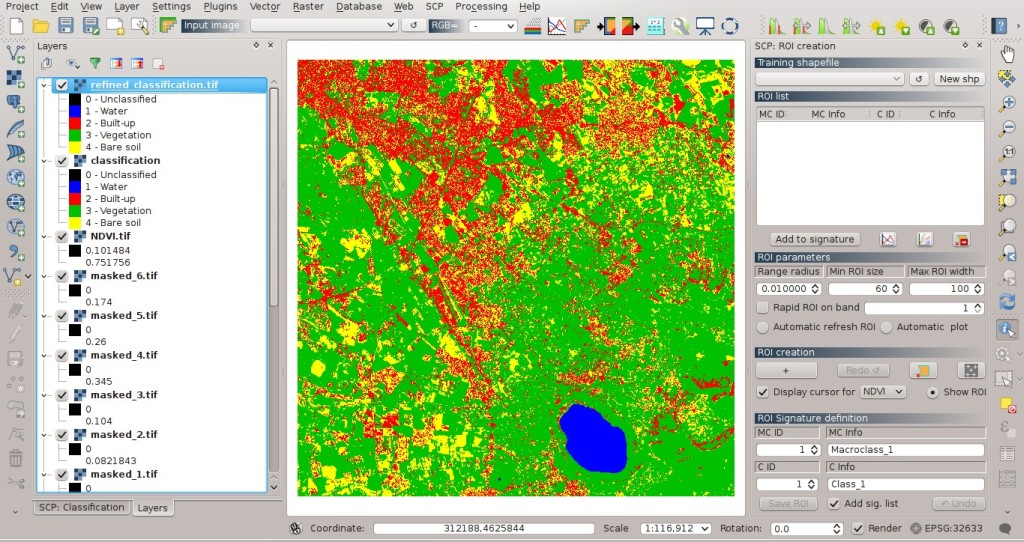 Project Edit View Layer Settings Plugins Vector Raster Database Web SCP Processing Help
Input image RGB= -
Layers
refined_classification.tif
0 - Unclassified
1 - Water
2 - Built-up
3 - Vegetation
4 - Bare soil
classification
0 - Unclassified
1 - Water
2 - Built-up
3 - Vegetation
4 - Bare soil
NDVI.tif
0.101484
0.751756
masked_6.tif
0
0.174
masked_5.tif
0
0.26
masked_4.tif
0
0.345
masked_3.tif
0
0.104
masked_2.tif
0
0.0821843
masked_1.tif
0
SCP: Classification Layers
SCP: ROI creation
Training shapefile
New shp
ROI list
MC ID MC Info C ID C Info
Add to signature
ROI parameters
Range radius Min ROI size Max ROI width
0.010000 60 100
Rapid ROI on band 1
Automatic refresh ROI Automatic plot
ROI creation
+ Redo
Display cursor for NDVI Show ROI
ROI Signature definition
MC ID MC Info
1 Macroclass_1
C ID C Info
1 Class_1
Save ROI Add sig. list Undo
Coordinate: 312188,4625844 Scale 1:116,912 Rotation: 0.0 Render EPSG:32633